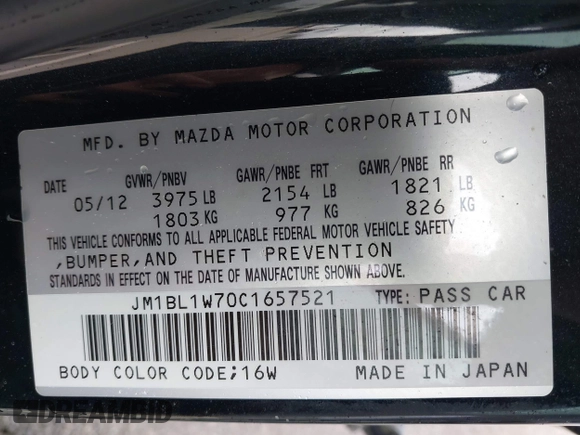 MFD. BY MAZDA MOTOR CORPORATION
DATE GVWR/PNBV GAWR/PNBE FRT GAWR/PNBE RR
05/12 3975 LB 2154 LB 1821 LB
1803 KG 977 KG 826 KG
THIS VEHICLE CONFORMS TO ALL APPLICABLE FEDERAL MOTOR VEHICLE SAFETY
,BUMPER,AND THEFT PREVENTION
STANDARDS IN EFFECT ON THE DATE OF MANUFACTURE SHOWN ABOVE.
JM1BL1W70C1657521 TYPE: PASS CAR
BODY COLOR CODE;16W MADE IN JAPAN
DREAMBID